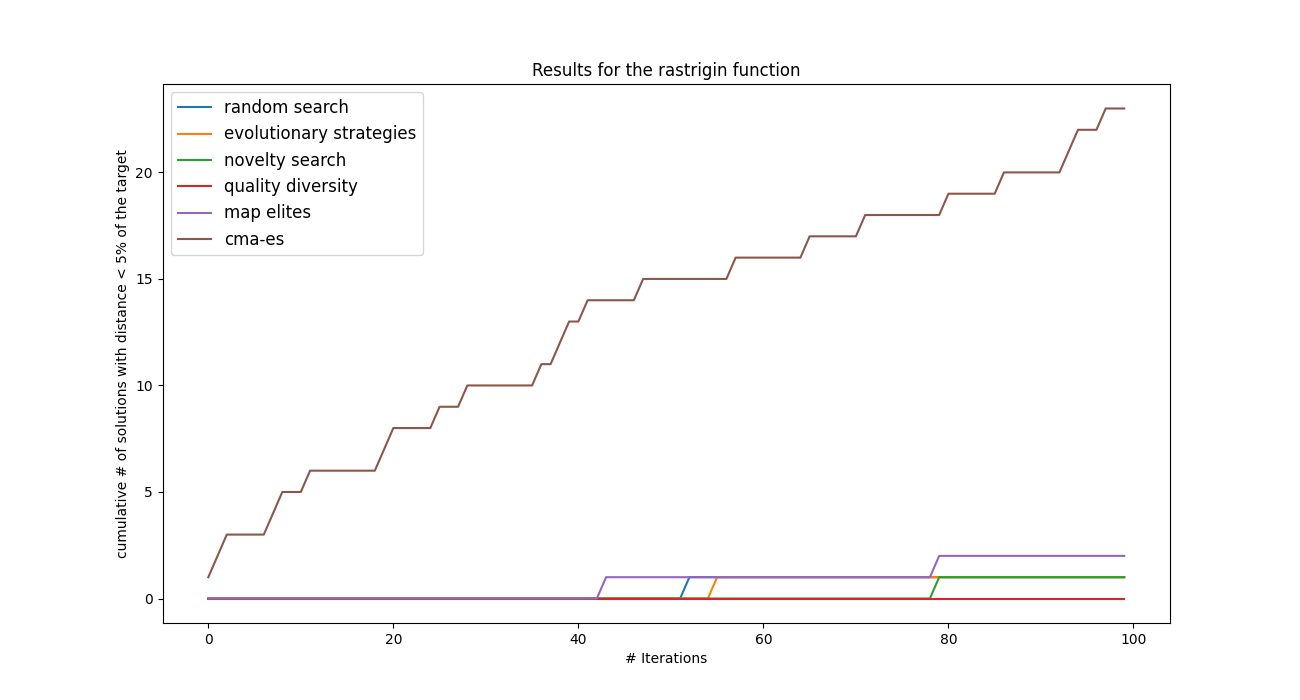 Results for the rastrigin function
random search
evolutionary strategies
novelty search
quality diversity
map elites
cma-es
cumulative # of solutions with distance < 5% of the target
20
15
10
5
0
0 20 40 60 80 100
# Iterations